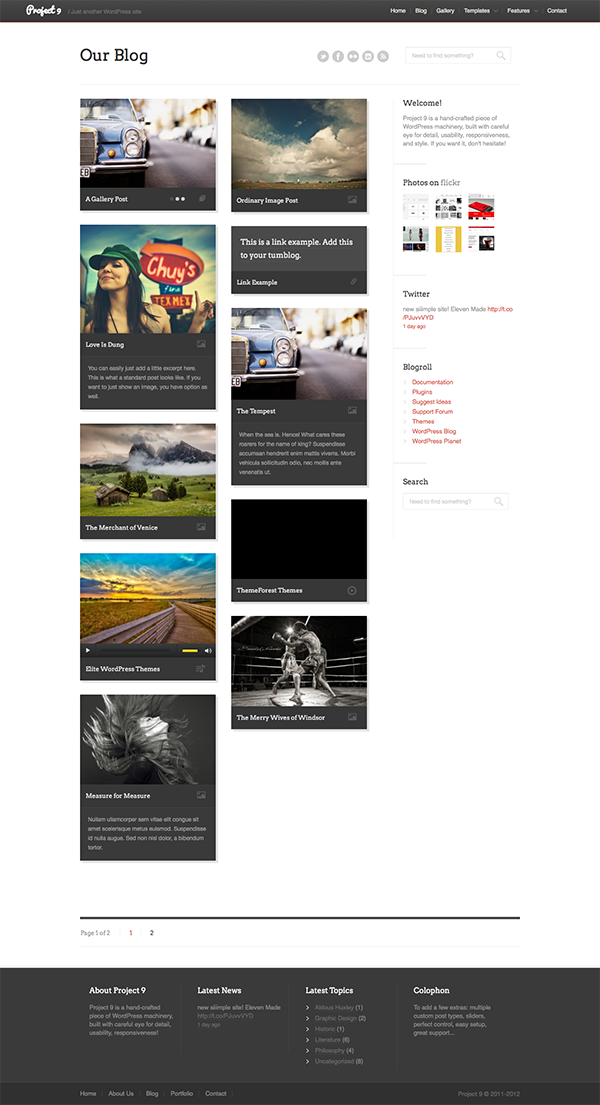 Project 9 / Just another WordPress site
Home Blog Gallery Templates Features Contact
Our Blog
Need to find something?
A Gallery Post
Ordinary Image Post
This is a link example. Add this
to your tumblog.
Link Example
Chuy's
TEX MEX
Love Is Dung
You can easily just add a little excerpt here.
This is what a standard post looks like. If you
want to just show an image, you have option as
well.
The Tempest
When the sea is. Hence! What cares these
roarers for the name of king? Suspendisse
accumsan hendrerit enim mattis viverra. Morbi
vehicula sollicitudin odio, nec mollis ante
venenatis ut.
The Merchant of Venice
ThemeForest Themes
Elite WordPress Themes
The Merry Wives of Windsor
Measure for Measure
Nullam ullamcorper sem vitae elit congue sit
amet scelerisque metus euismod. Suspendisse
id nulla augue. Sed non nisl dolor, a bibendum
tortor.
Welcome!
Project 9 is a hand-crafted piece of
WordPress machinery, built with careful
eye for detail, usability, responsiveness,
and style. If you want it, don't hesitate!
Photos on flickr
Twitter
new siimple site! Eleven Made http://t.co
/PJuvvVYD
1 day ago
Blogroll
Documentation
Plugins
Suggest Ideas
Support Forum
Themes
WordPress Blog
WordPress Planet
Search
Need to find something?
Page 1 of 2 1 2
About Project 9
Project 9 is a hand-crafted
piece of WordPress machinery,
built with careful eye for detail,
usability, responsiveness!
Latest News
new siimple site! Eleven Made
http://t.co/PJuvvVYD
1 day ago
Latest Topics
Aldous Huxley (1)
Graphic Design (2)
Historic (1)
Literature (6)
Philosophy (4)
Uncategorized (8)
Colophon
To add a few extras: multiple
custom post types, sliders,
perfect control, easy setup,
great support...
Home About Us Blog Portfolio Contact
Project 9 © 2011-2012